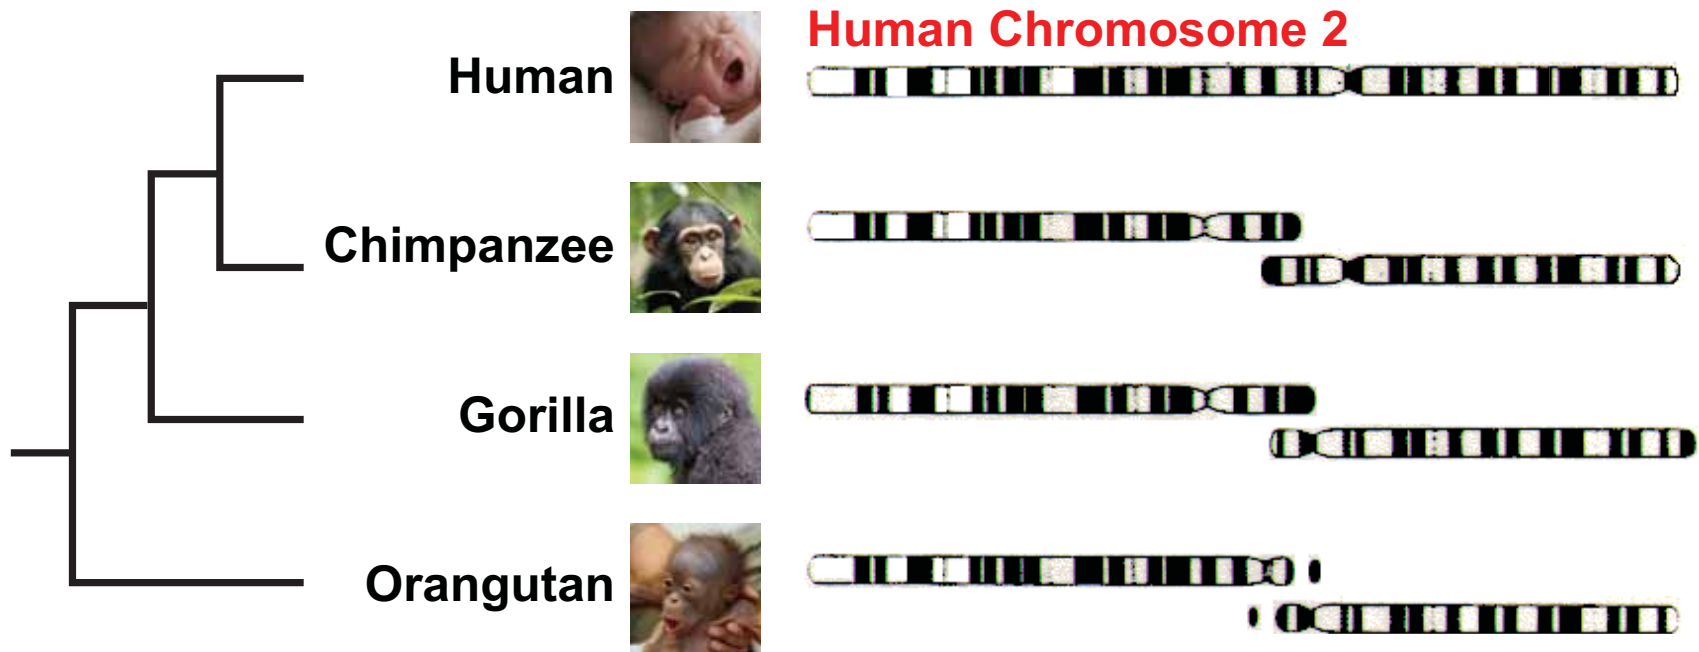 Human Chromosome 2
Human
Chimpanzee
Gorilla
Orangutan